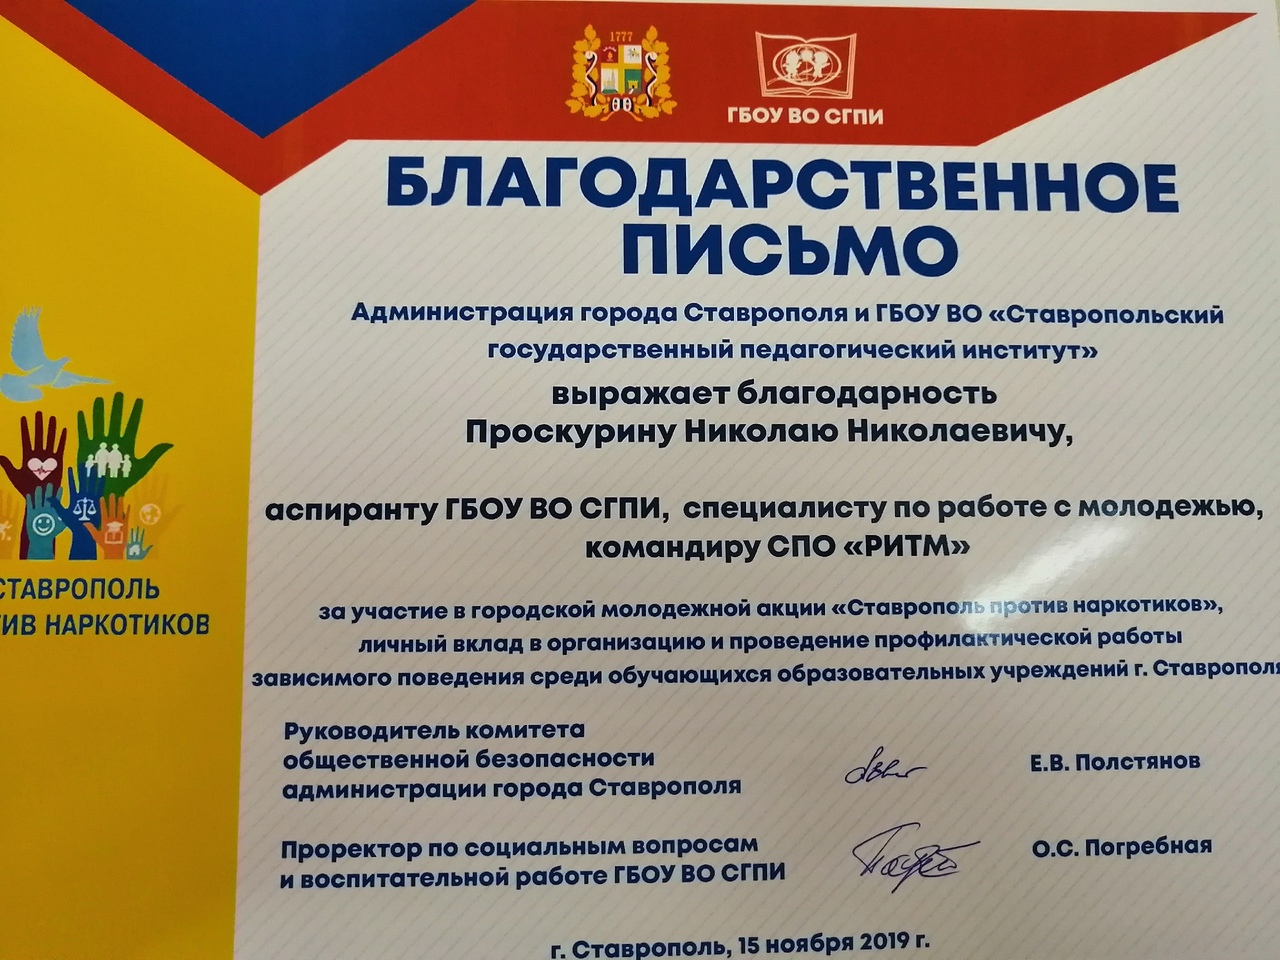 1777
ГБОУ ВО СГПИ
БЛАГОДАРСТВЕННОЕ
ПИСЬМО
Администрация города Ставрополя и ГБОУ ВО «Ставропольский
государственный педагогический институт»
выражает благодарность
Проскурину Николаю Николаевичу,
аспиранту ГБОУ ВО СГПИ, специалисту по работе с молодежью,
командиру СПО «РИТМ»
за участие в городской молодежной акции «Ставрополь против наркотиков»,
личный вклад в организацию и проведение профилактической работы
зависимого поведения среди обучающихся образовательных учреждений г. Ставрополя
СТАВРОПОЛЬ
ИВ НАРКОТИКОВ
Руководитель комитета
общественной безопасности
администрации города Ставрополя
Е.В. Полстянов
Проректор по социальным вопросам
и воспитательной работе ГБОУ ВО СГПИ
О.С. Погребная
г. Ставрополь, 15 ноября 2019 г.